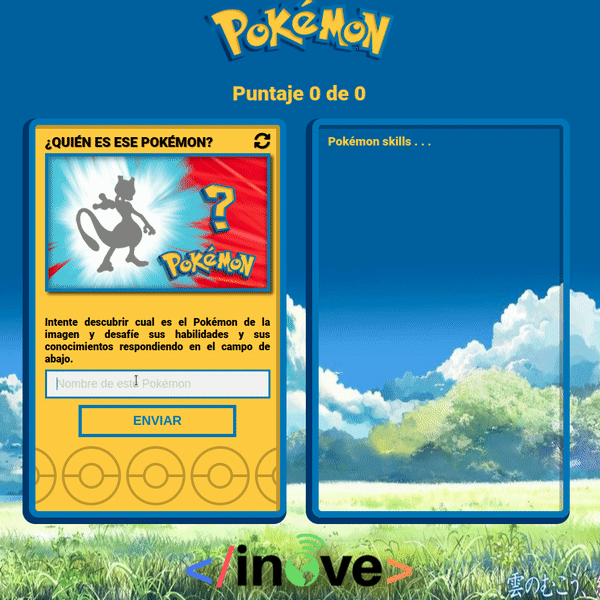 POKéMON
Puntaje 0 de 0
¿QUIÉN ES ESE POKÉMON?
?
POKéMON
Intente descubrir cual es el Pokémon de la
imagen y desafíe sus habilidades y sus
conocimientos respondiendo en el campo de
abajo.
Nombre de este Pokémon
ENVIAR
Pokémon skills . . .
</inove>
雲のむこう、